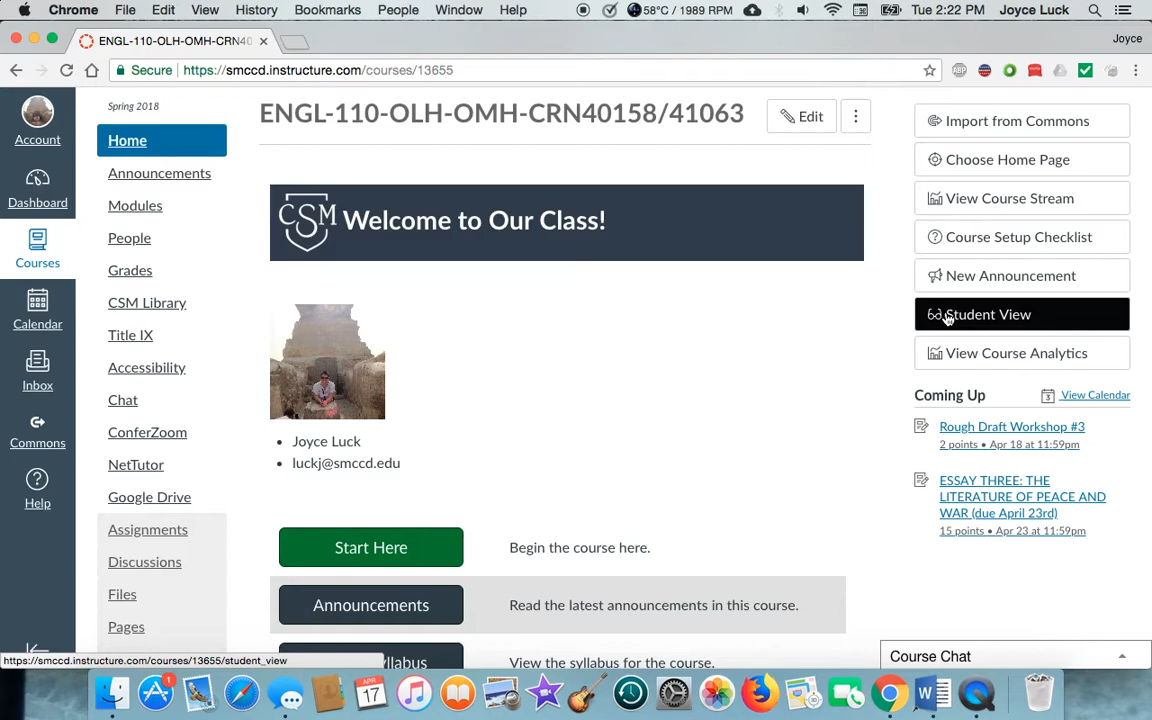 Chrome File Edit View History Bookmarks People Window Help 58°C / 1989 RPM Tue 2:22 PM Joyce Luck
ENGL-110-OLH-OMH-CRN40 Joyce
Secure https://smccd.instructure.com/courses/13655
Account
Dashboard
Courses
Calendar
Inbox
Commons
Help
Spring 2018
Home
Announcements
Modules
People
Grades
CSM Library
Title IX
Accessibility
Chat
ConferZoom
NetTutor
Google Drive
Assignments
Discussions
Files
Pages
ENGL-110-OLH-OMH-CRN40158/41063
Edit
CSM Welcome to Our Class!
• Joyce Luck
• luckj@smccd.edu
Start Here Begin the course here.
Announcements Read the latest announcements in this course.
yllabus View the syllabus for the course.
Import from Commons
Choose Home Page
View Course Stream
Course Setup Checklist
New Announcement
Student View
View Course Analytics
Coming Up View Calendar
Rough Draft Workshop #3
2 points • Apr 18 at 11:59pm
ESSAY THREE: THE
LITERATURE OF PEACE AND
WAR (due April 23rd)
15 points • Apr 23 at 11:59pm
Course Chat
https://smccd.instructure.com/courses/13655/student_view
1
APR
17
W